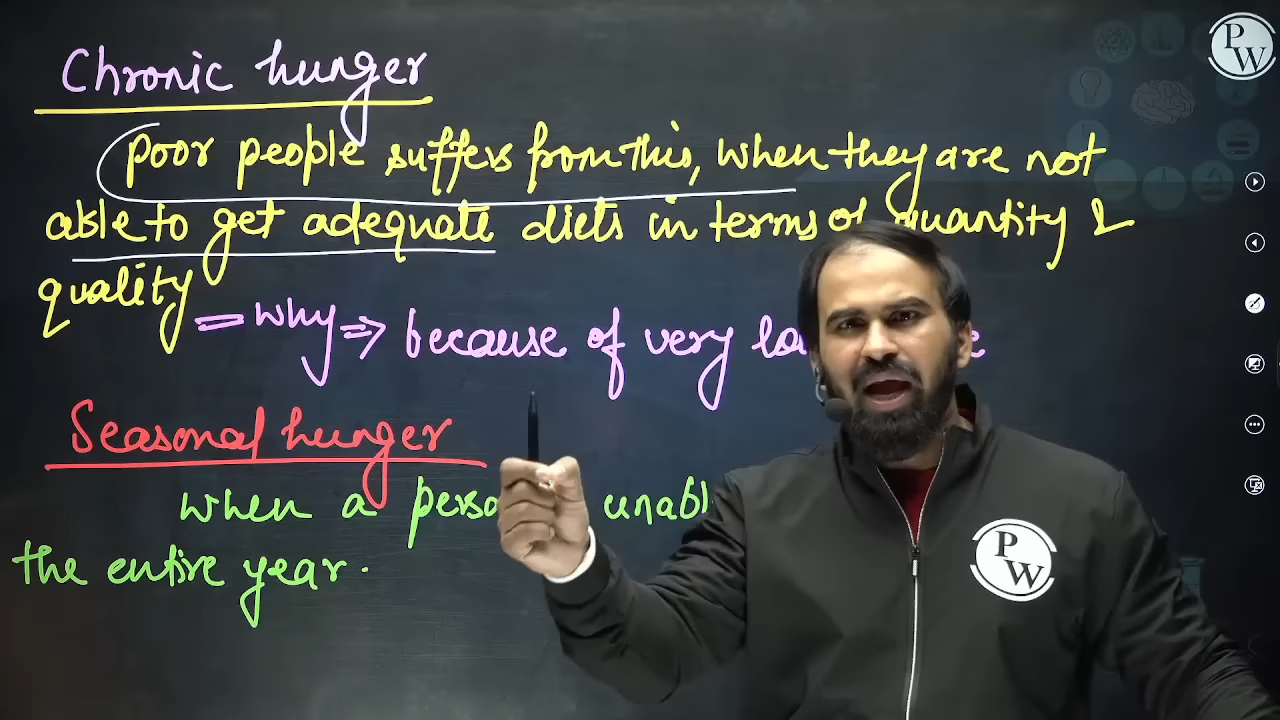 Chronic hunger
Poor people suffers from this, when they are not
able to get adequate diets in terms of quantity &
quality
= why => because of very
Seasonal hunger
when a
the entire year.
PW
PW